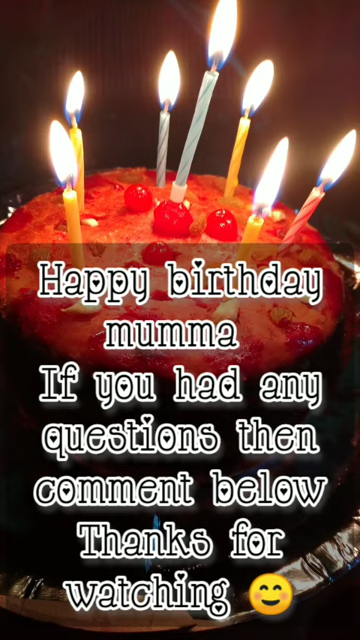 Happy birthday
mumma
If you had any
questions then
comment below
Thanks for
watching 😊